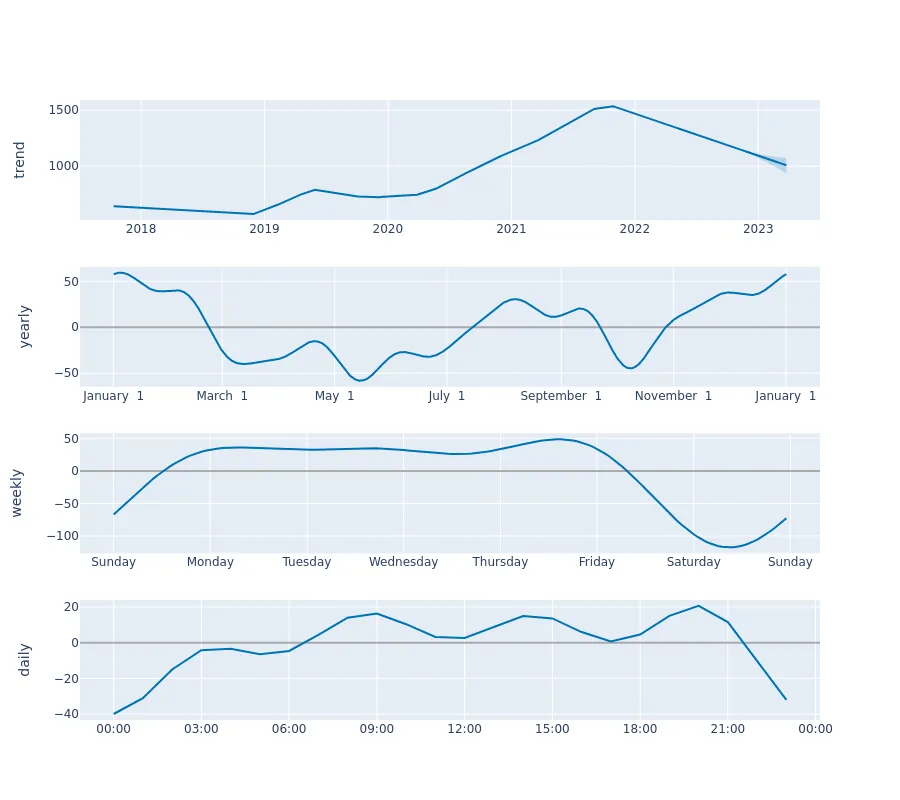 trend
1500
1000
2018 2019 2020 2021 2022 2023
yearly
50
0
−50
January 1 March 1 May 1 July 1 September 1 November 1 January 1
weekly
50
0
−50
−100
Sunday Monday Tuesday Wednesday Thursday Friday Saturday Sunday
daily
20
0
−20
−40
00:00 03:00 06:00 09:00 12:00 15:00 18:00 21:00 00:00